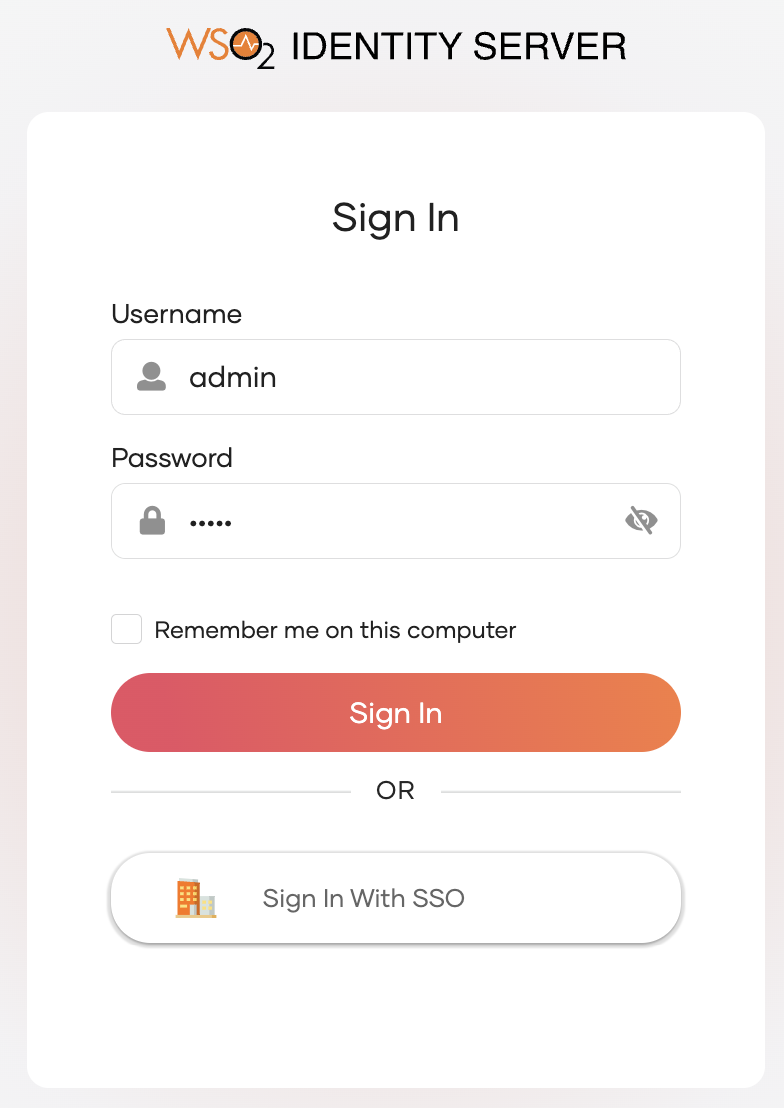 WSO2 IDENTITY SERVER
Sign In
Username
admin
Password
•••••
Remember me on this computer
Sign In
OR
Sign In With SSO